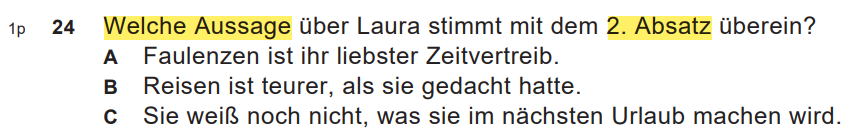 1p 24 Welche Aussage über Laura stimmt mit dem 2. Absatz überein?
A Faulenzen ist ihr liebster Zeitvertreib.
B Reisen ist teurer, als sie gedacht hatte.
C Sie weiß noch nicht, was sie im nächsten Urlaub machen wird.